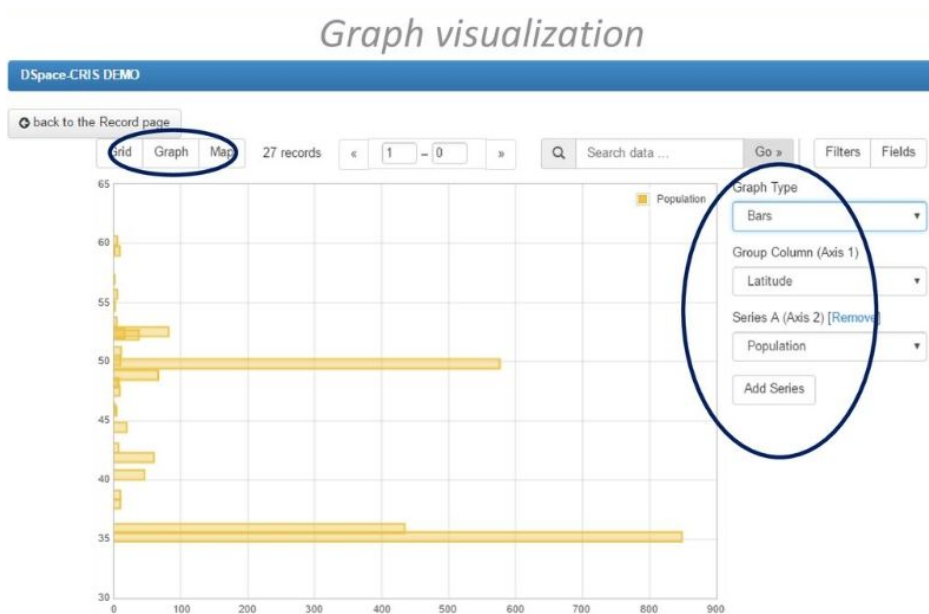 Graph visualization
DSpace-CRIS DEMO
back to the Record page
Grid Graph Map 27 records « 1 – 0 » Search data ... Go » Filters Fields
65
Population
60
55
50
45
40
35
30
0 100 200 300 400 500 600 700 800 900
Graph Type
Bars
Group Column (Axis 1)
Latitude
Series A (Axis 2) [Remove]
Population
Add Series